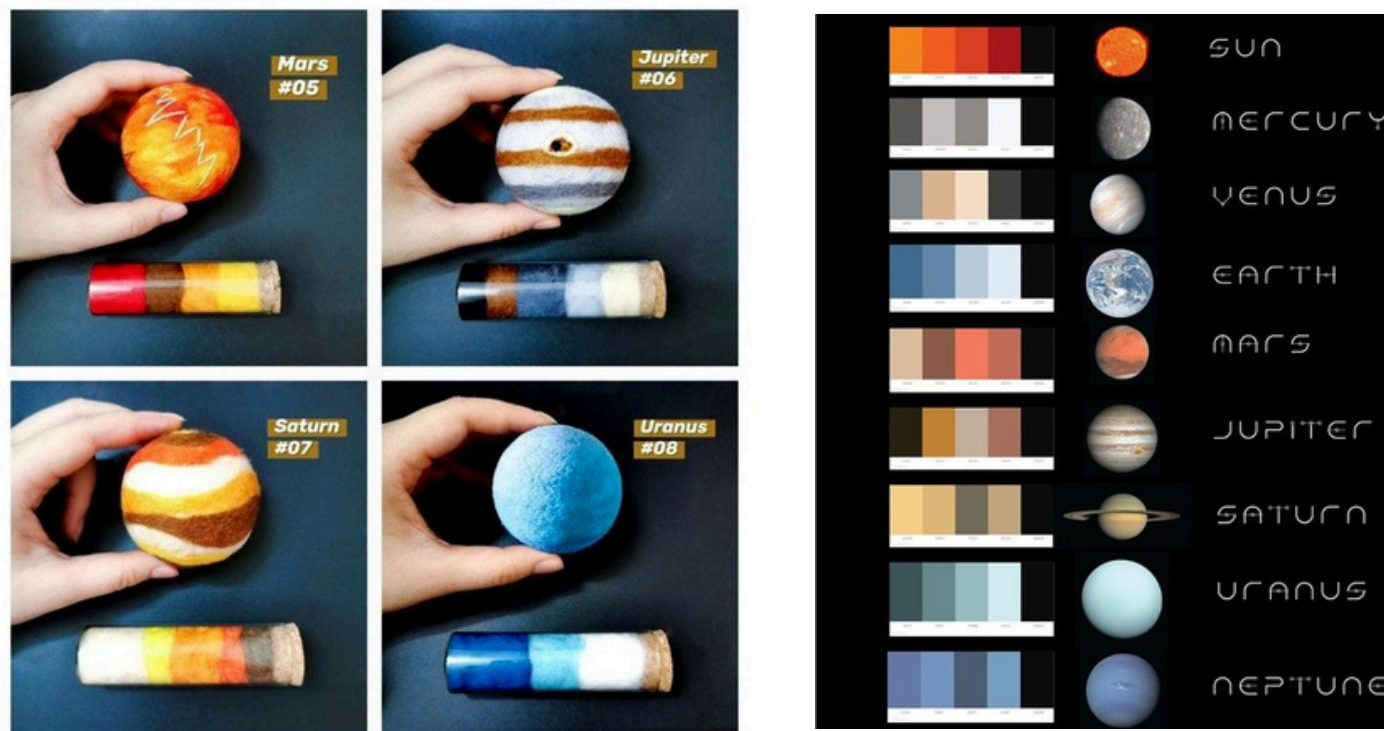 Mars
#05
Jupiter
#06
Saturn
#07
Uranus
#08
SUN
MERCURY
VENUS
EARTH
MARS
JUPITER
SATURN
URANUS
NEPTUNE